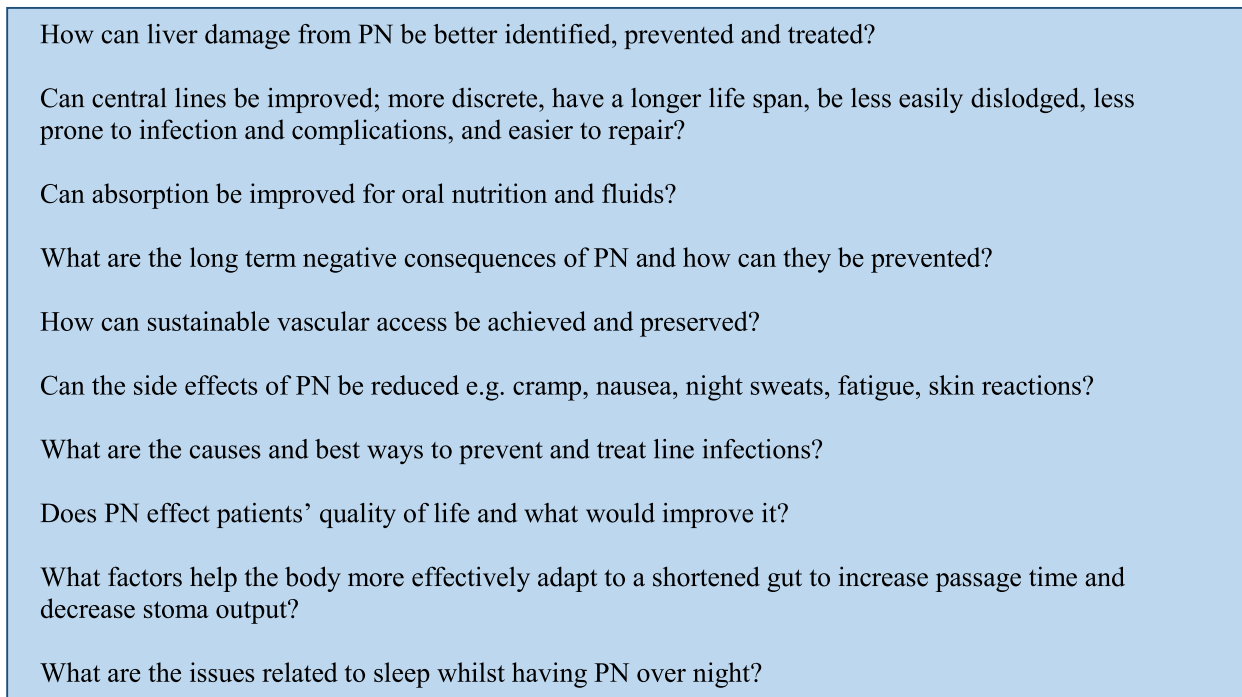 How can liver damage from PN be better identified, prevented and treated?
Can central lines be improved; more discrete, have a longer life span, be less easily dislodged, less
prone to infection and complications, and easier to repair?
Can absorption be improved for oral nutrition and fluids?
What are the long term negative consequences of PN and how can they be prevented?
How can sustainable vascular access be achieved and preserved?
Can the side effects of PN be reduced e.g. cramp, nausea, night sweats, fatigue, skin reactions?
What are the causes and best ways to prevent and treat line infections?
Does PN effect patients’ quality of life and what would improve it?
What factors help the body more effectively adapt to a shortened gut to increase passage time and
decrease stoma output?
What are the issues related to sleep whilst having PN over night?